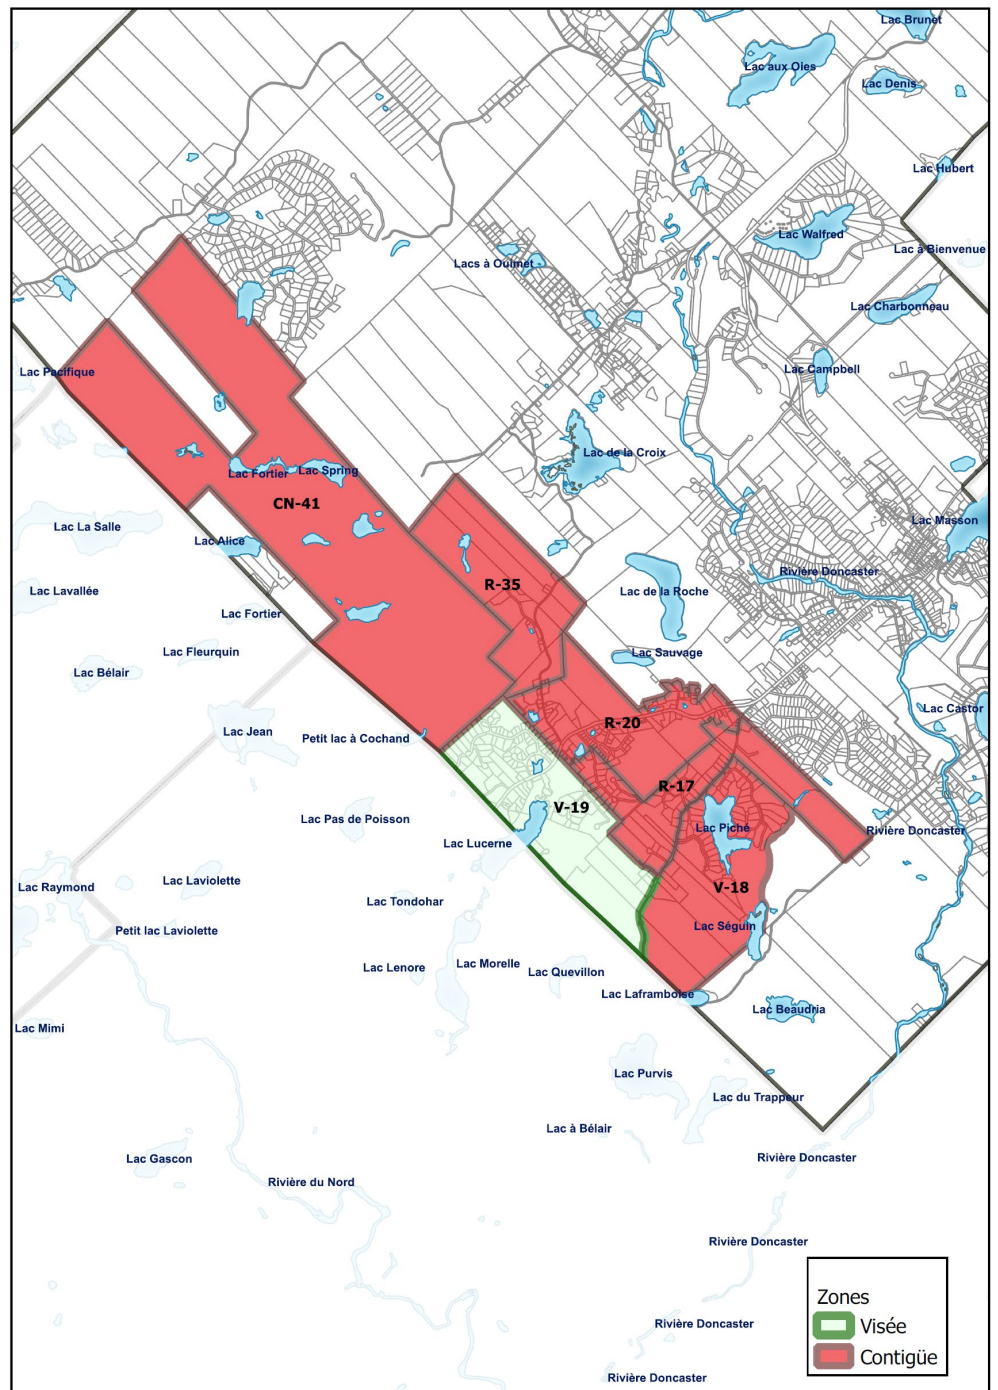 Lac Brunet
Lac aux Oies
Lac Denis
Lac Hubert
Lac Walfred
Lac à Bienvenue
Lacs à Ouimet
Lac Charbonneau
Lac Pacifique
Lac Campbell
Lac de la Croix
Lac Fortier
Lac Spring
CN-41
Lac La Salle
Lac Masson
Lac Alice
Rivière Doncaster
R-35
Lac Lavallée
Lac de la Roche
Lac Fortier
Lac Fleurquin
Lac Sauvage
Lac Bélair
Lac Castor
R-20
Lac Jean
Petit lac à Cochand
R-17
V-19
Lac Pas de Poisson
Lac Piché
Rivière Doncaster
Lac Lucerne
Lac Raymond
Lac Laviolette
V-18
Lac Tondohar
Lac Séguin
Petit lac Laviolette
Lac Lenore
Lac Morelle
Lac Quevillon
Lac Laframboise
Lac Beaudria
Lac Mimi
Lac Purvis
Lac du Trappeur
Lac à Bélair
Lac Gascon
Rivière Doncaster
Rivière du Nord
Rivière Doncaster
Zones
Visée
Contigüe
Rivière Doncaster
Rivière Doncaster